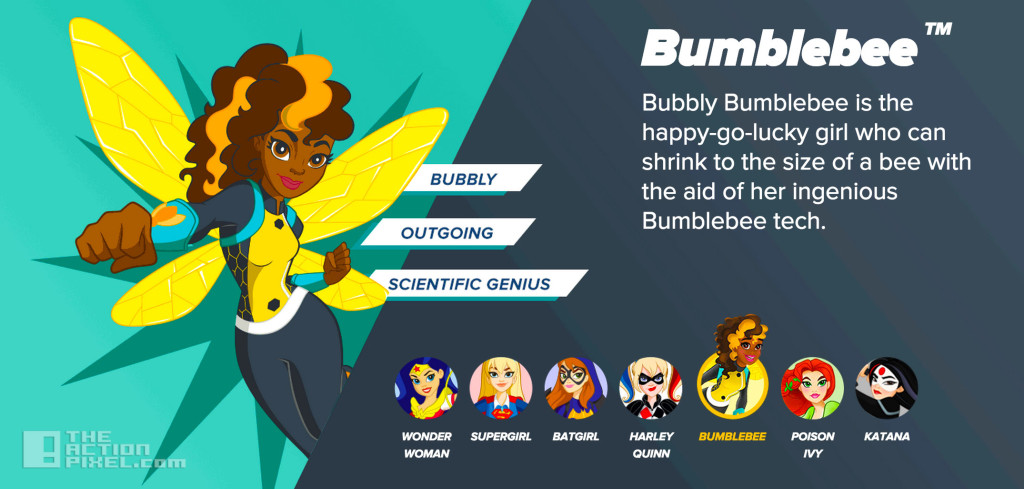 Bumblebee™
Bubbly Bumblebee is the
happy-go-lucky girl who can
shrink to the size of a bee with
the aid of her ingenious
Bumblebee tech.
BUBBLY
OUTGOING
SCIENTIFIC GENIUS
WONDER
WOMAN
SUPERGIRL
BATGIRL
HARLEY
QUINN
BUMBLEBEE
POISON
IVY
KATANA
THE
ACTION
PIXEL.com